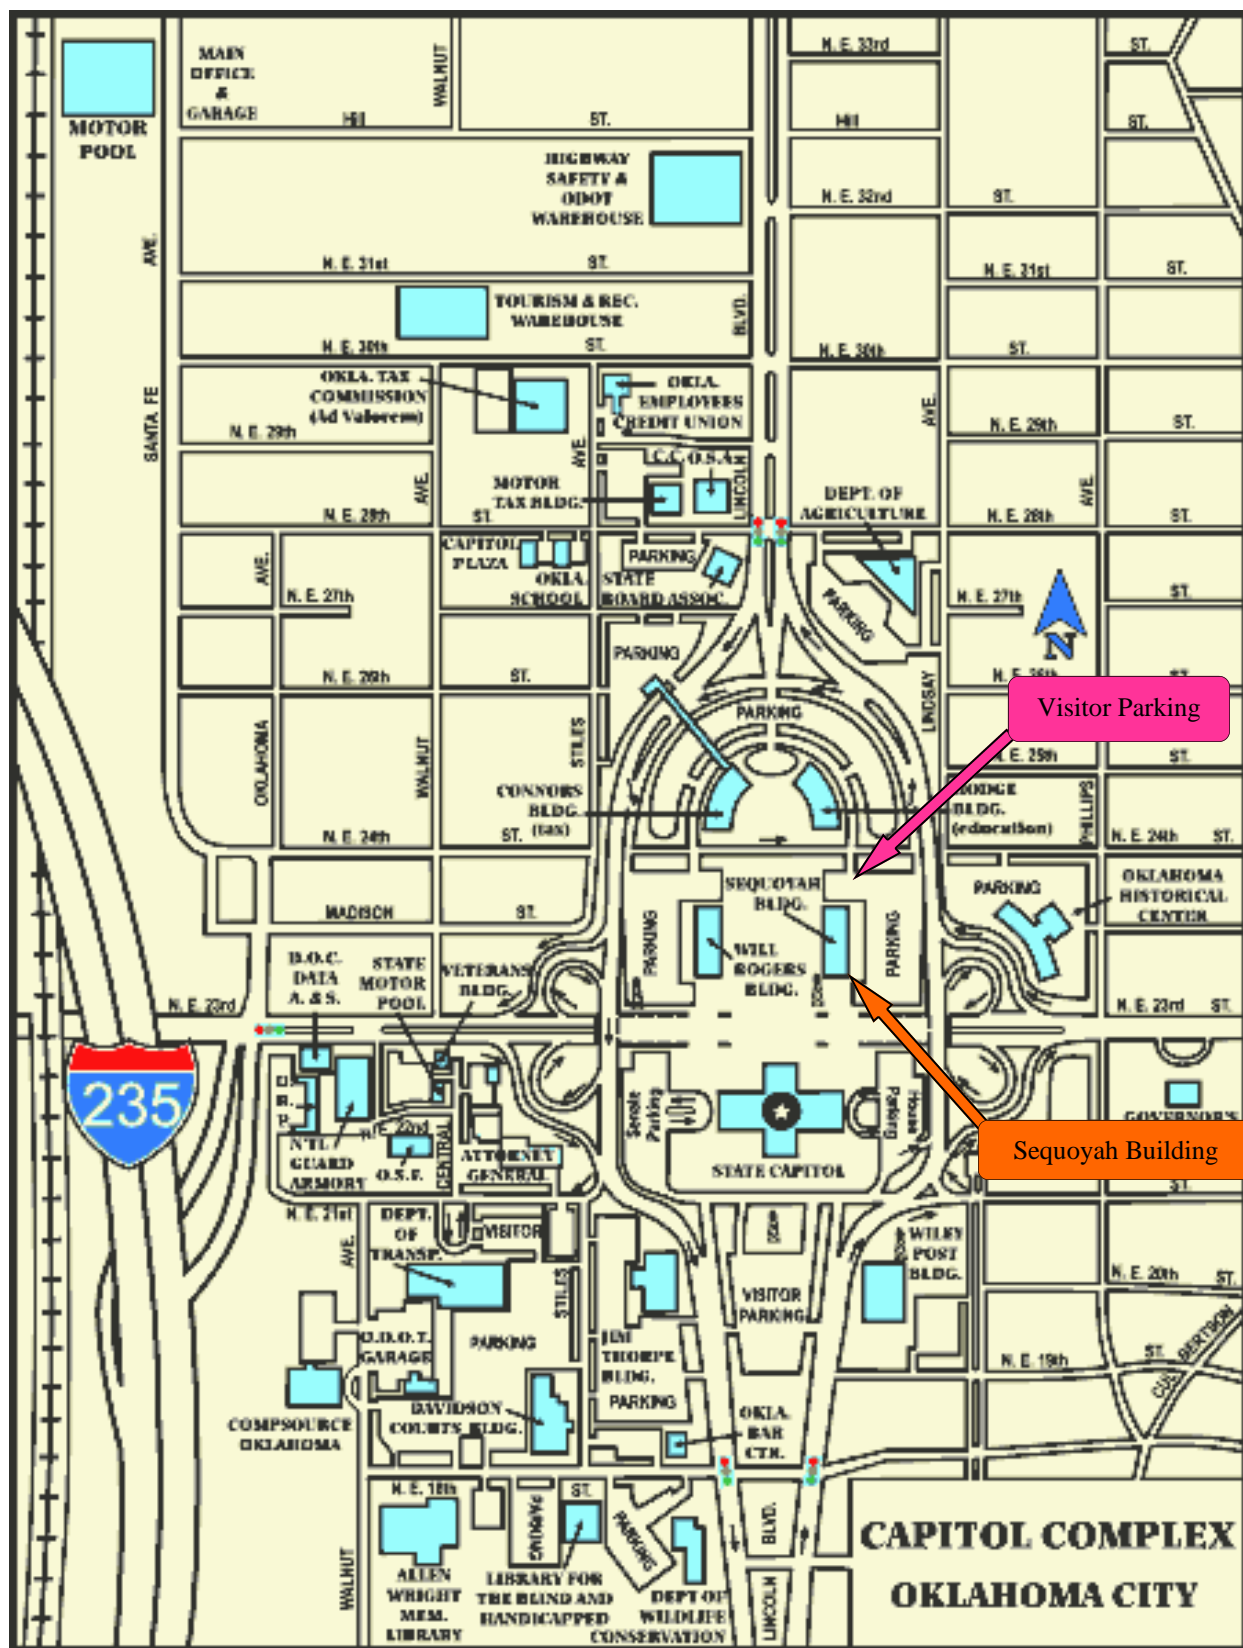 MAIN
OFFICE
&
GARAGE
WALNUT
N. E. 33rd
ST.
MOTOR
POOL
Hill
ST.
Hill
ST.
HIGHWAY
SAFETY &
ODOT
WAREHOUSE
N. E. 32nd
ST.
AVE.
N. E. 31st
ST.
N. E. 31st
ST.
TOURISM & REC.
WAREHOUSE
BLVD.
N. E. 30th
ST.
N. E. 30th
ST.
SANTA FE
OKLA. TAX
COMMISSION
(Ad Valorem)
OKLA.
EMPLOYEES
CREDIT UNION
AVE.
N. E. 29th
AVE.
N. E. 29th
ST.
C.C.O.S.A.
LINCOLN
MOTOR
TAX BLDG.
AVE.
AVE.
DEPT. OF
AGRICULTURE
N. E. 28th
ST.
N. E. 28th
ST.
CAPITOL
PLAZA
PARKING
OKLA.
SCHOOL
STATE
BOARD ASSOC.
AVE.
N. E. 27th
PARKING
N. E. 27th
ST.
N
PARKING
N. E. 26th
ST.
LINDSAY
Visitor Parking
PARKING
OKLAHOMA
WALNUT
STILES
N. E. 25th
ST.
CONNORS
BLDG.
(tax)
HODGE
BLDG.
(education)
PHILLIPS
N. E. 24th
ST.
N. E. 24th
ST.
SEQUOYAH
BLDG.
PARKING
OKLAHOMA
HISTORICAL
CENTER
MADISON
ST.
PARKING
WILL
ROGERS
BLDG.
PARKING
D.O.C.
DATA
A. & S.
STATE
MOTOR
POOL
VETERANS
BLDG.
N. E. 23rd
N. E. 23rd
ST.
235
Senate
Parking
House
Parking
STATE CAPITOL
GOVERNOR'S
Sequoyah Building
ST.
N. E. 22nd
NTL
GUARD
ARMORY
O.S.F.
CENTRAL
ATTORNEY
GENERAL
N. E. 21st
AVE.
DEPT.
OF
TRANSP.
VISITOR
WILEY
POST
BLDG.
N. E. 20th
ST.
STILES
VISITOR
PARKING
O.D.O.T.
GARAGE
PARKING
JIM
THORPE
BLDG.
N. E. 19th
ST.
CULBERTSON
PARKING
COMPSOURCE
OKLAHOMA
DAVIDSON
COURTS BLDG.
OKLA.
BAR
CTR.
N. E. 18th
ST.
PARKING
PARKING
BLVD.
WALNUT
ALLEN
WRIGHT
MEM.
LIBRARY
LIBRARY FOR
THE BLIND AND
HANDICAPPED
DEPT OF
WILDLIFE
CONSERVATION
LINCOLN
CAPITOL COMPLEX
OKLAHOMA CITY